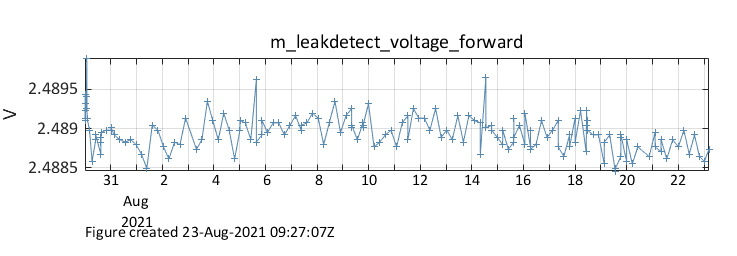 m_leakdetect_voltage_forward
2.4895
2.489
2.4885
V
31 2 4 6 8 10 12 14 16 18 20 22
Aug
2021
Figure created 23-Aug-2021 09:27:07Z